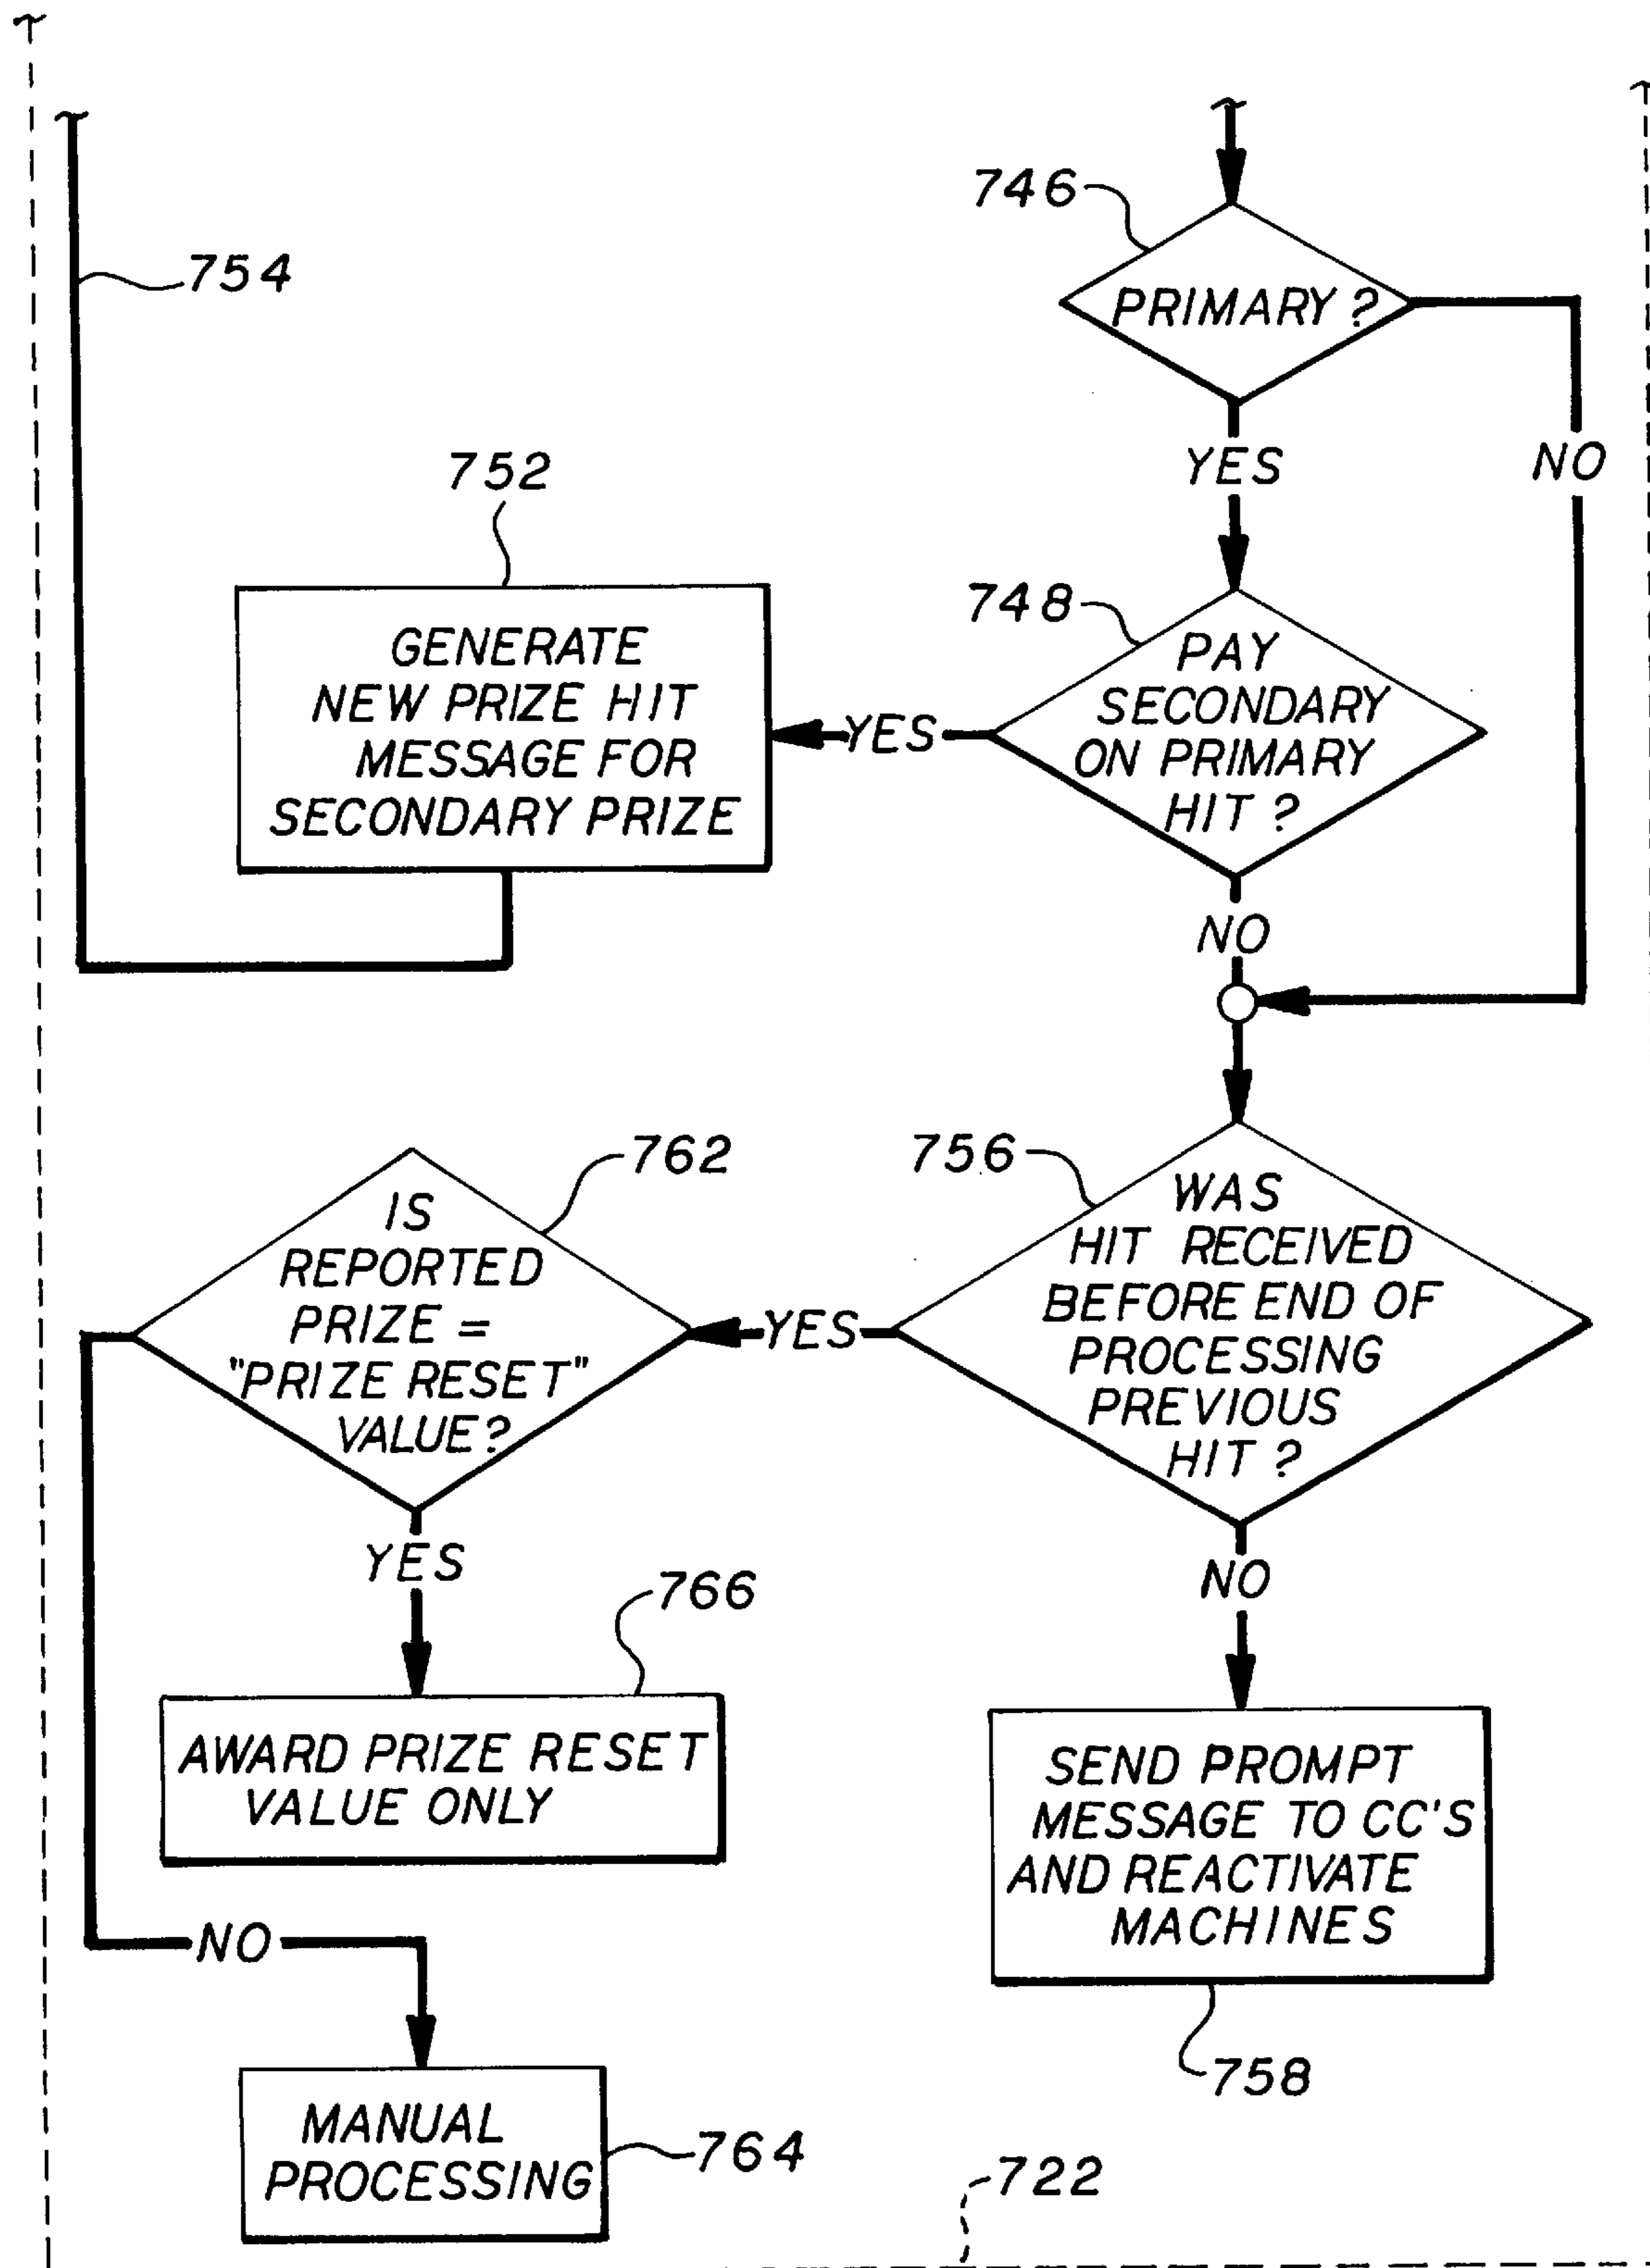 746
754
PRIMARY ?
YES
NO
752
748
GENERATE
NEW PRIZE HIT
MESSAGE FOR
SECONDARY PRIZE
YES
PAY
SECONDARY
ON PRIMARY
HIT ?
NO
762
756
IS
REPORTED
PRIZE =
"PRIZE RESET"
VALUE?
YES
WAS
HIT RECEIVED
BEFORE END OF
PROCESSING
PREVIOUS
HIT ?
YES
NO
766
AWARD PRIZE RESET
VALUE ONLY
SEND PROMPT
MESSAGE TO CC'S
AND REACTIVATE
MACHINES
NO
758
MANUAL
PROCESSING
764
722